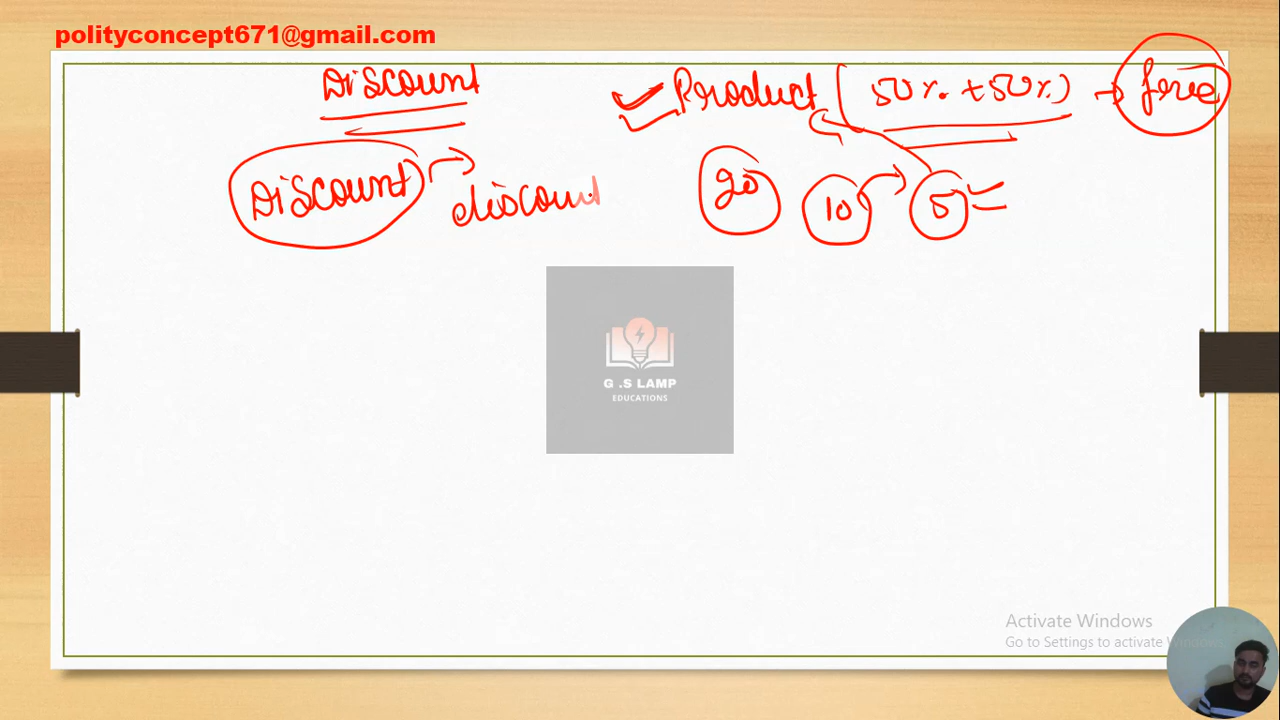 polityconcept671@gmail.com
Discount
Product (50%. + 50%) → free
Discount discount
20 10 5
G .S LAMP
EDUCATIONS
Activate Windows
Go to Settings to activate Windows.